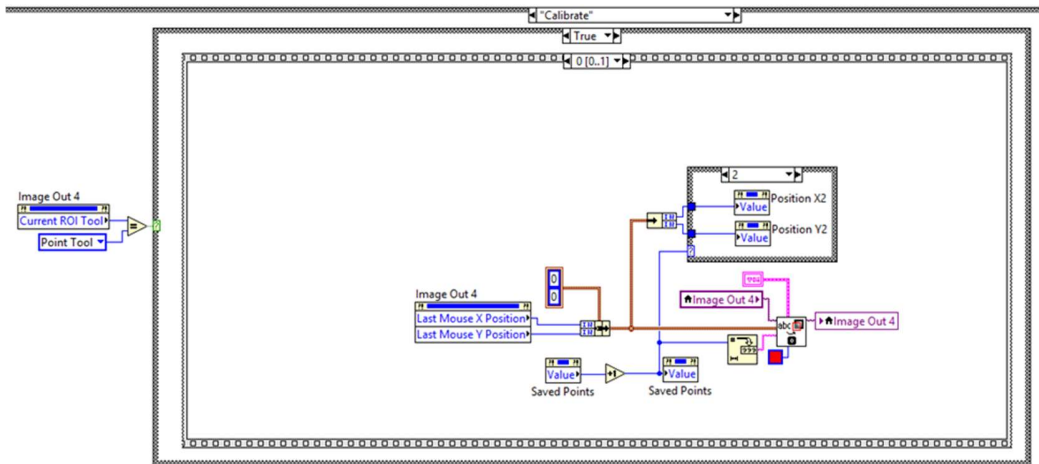 "Calibrate"
True
0 [0..1]
2
Image Out 4
Current ROI Tool
Point Tool
=
Position X2
Value
Position Y2
Value
0
0
Image Out 4
Last Mouse X Position
Last Mouse Y Position
Image Out 4
abc
Image Out 4
Value
+1
Value
Saved Points
Saved Points